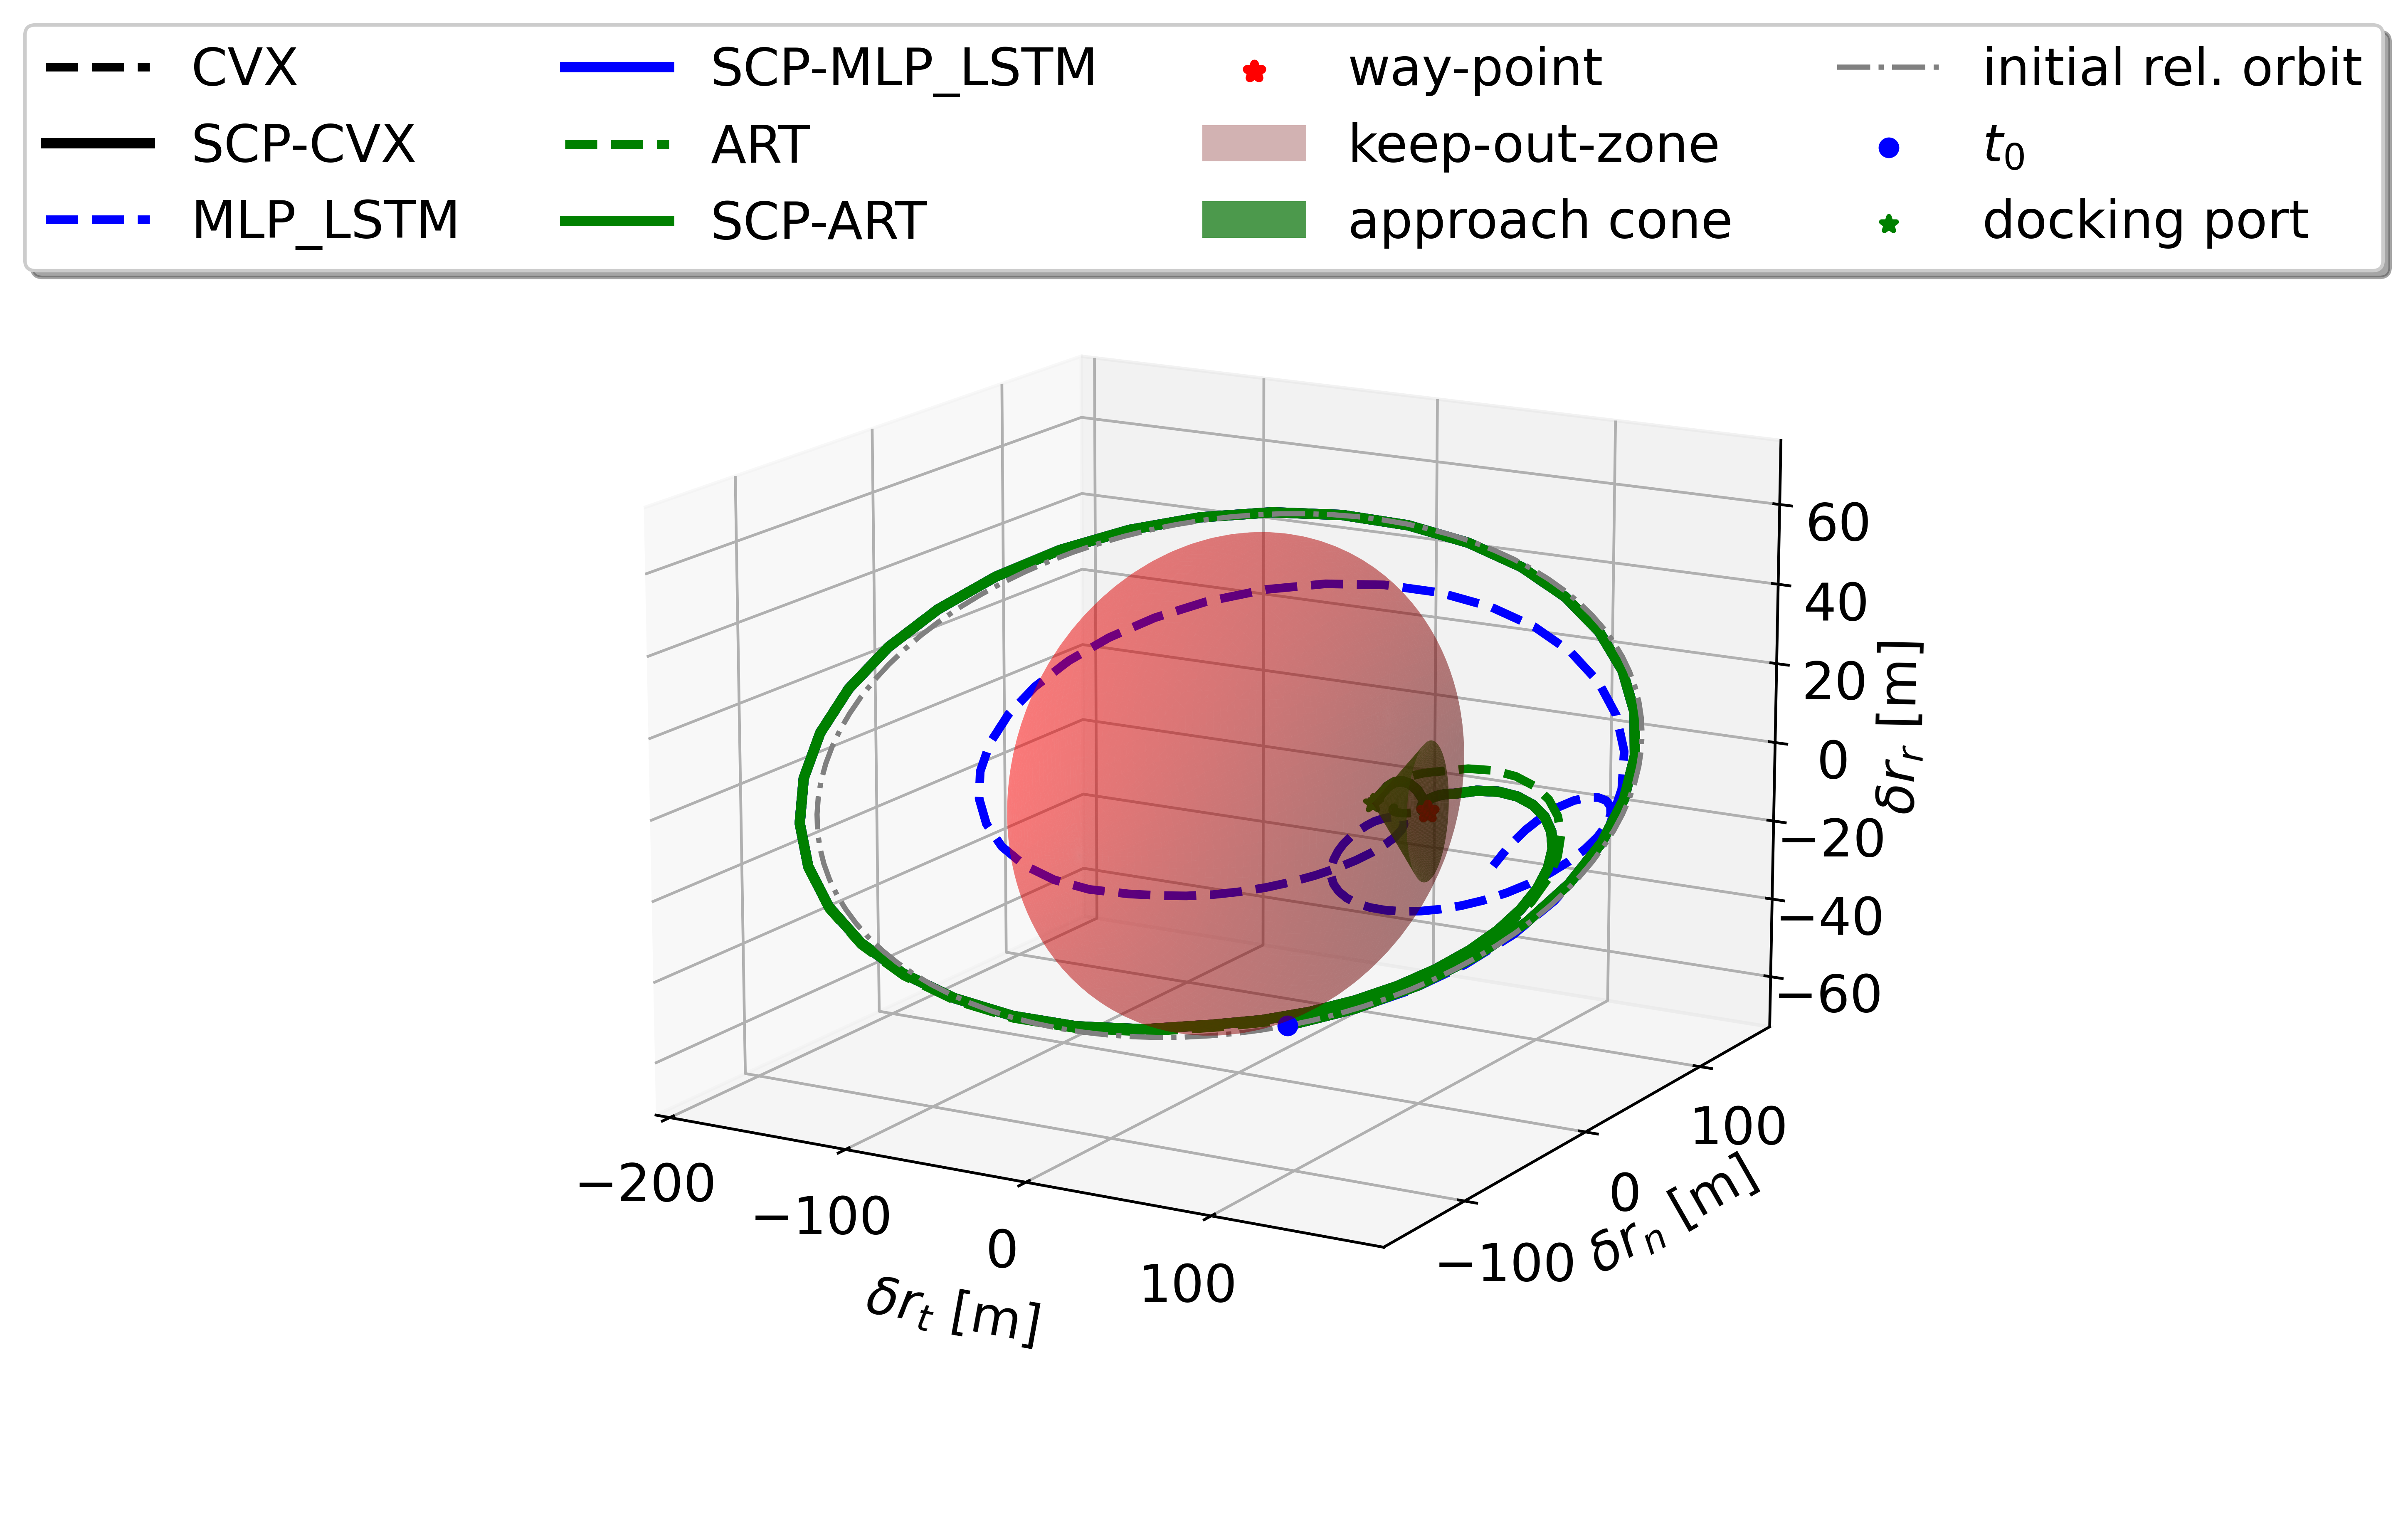 CVX
SCP-CVX
MLP_LSTM
SCP-MLP_LSTM
ART
SCP-ART
way-point
keep-out-zone
approach cone
initial rel. orbit
t₀
docking port
60
40
20
0
−20
−40
−60
δrᵣ [m]
−200
−100
0
100
δrₜ [m]
−100
0
100
δrₙ [m]